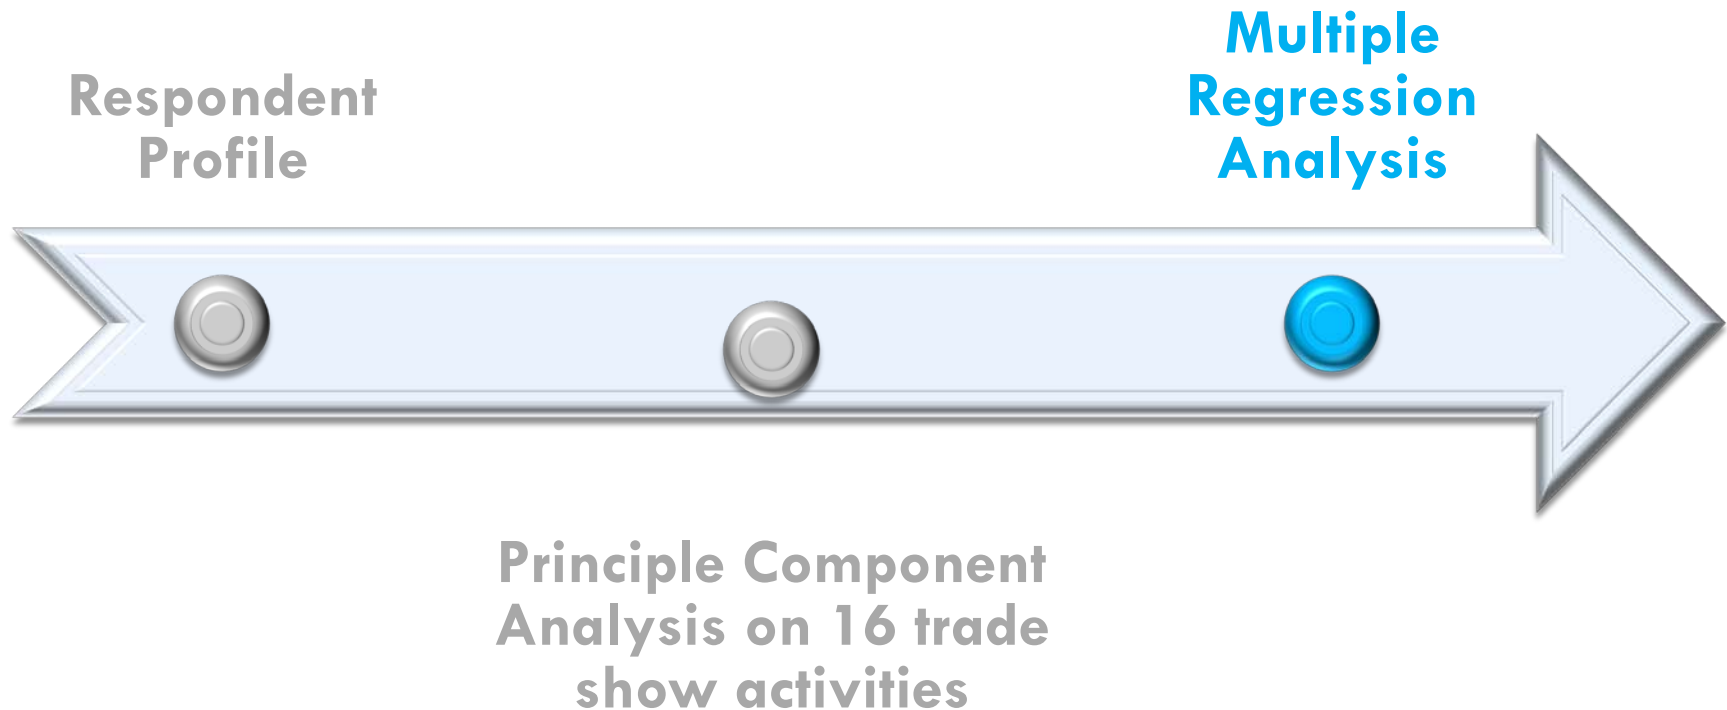 Respondent
Profile
Principle Component
Analysis on 16 trade
show activities
Multiple
Regression
Analysis